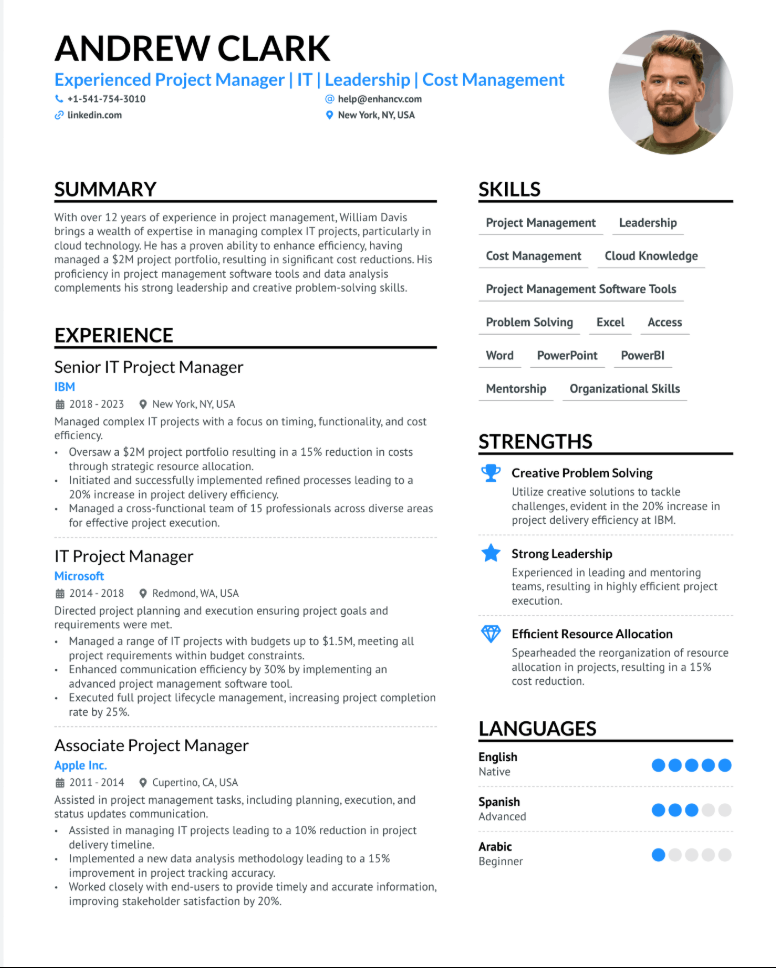 ANDREW CLARK
Experienced Project Manager | IT | Leadership | Cost Management
+1-541-754-3010
help@enhancv.com
linkedin.com
New York, NY, USA
SUMMARY
With over 12 years of experience in project management, William Davis
brings a wealth of expertise in managing complex IT projects, particularly in
cloud technology. He has a proven ability to enhance efficiency, having
managed a $2M project portfolio, resulting in significant cost reductions. His
proficiency in project management software tools and data analysis
complements his strong leadership and creative problem-solving skills.
EXPERIENCE
Senior IT Project Manager
IBM
2018 - 2023 New York, NY, USA
Managed complex IT projects with a focus on timing, functionality, and cost
efficiency.
• Oversaw a $2M project portfolio resulting in a 15% reduction in costs
through strategic resource allocation.
• Initiated and successfully implemented refined processes leading to a
20% increase in project delivery efficiency.
• Managed a cross-functional team of 15 professionals across diverse areas
for effective project execution.
IT Project Manager
Microsoft
2014 - 2018 Redmond, WA, USA
Directed project planning and execution ensuring project goals and
requirements were met.
• Managed a range of IT projects with budgets up to $1.5M, meeting all
project requirements within budget constraints.
• Enhanced communication efficiency by 30% by implementing an
advanced project management software tool.
• Executed full project lifecycle management, increasing project completion
rate by 25%.
Associate Project Manager
Apple Inc.
2011 - 2014 Cupertino, CA, USA
Assisted in project management tasks, including planning, execution, and
status updates communication.
• Assisted in managing IT projects leading to a 10% reduction in project
delivery timeline.
• Implemented a new data analysis methodology leading to a 15%
improvement in project tracking accuracy.
• Worked closely with end-users to provide timely and accurate information,
improving stakeholder satisfaction by 20%.
SKILLS
Project Management Leadership
Cost Management Cloud Knowledge
Project Management Software Tools
Problem Solving Excel Access
Word PowerPoint PowerBI
Mentorship Organizational Skills
STRENGTHS
Creative Problem Solving
Utilize creative solutions to tackle
challenges, evident in the 20% increase in
project delivery efficiency at IBM.
Strong Leadership
Experienced in leading and mentoring
teams, resulting in highly efficient project
execution.
Efficient Resource Allocation
Spearheaded the reorganization of resource
allocation in projects, resulting in a 15%
cost reduction.
LANGUAGES
English
Native
Spanish
Advanced
Arabic
Beginner